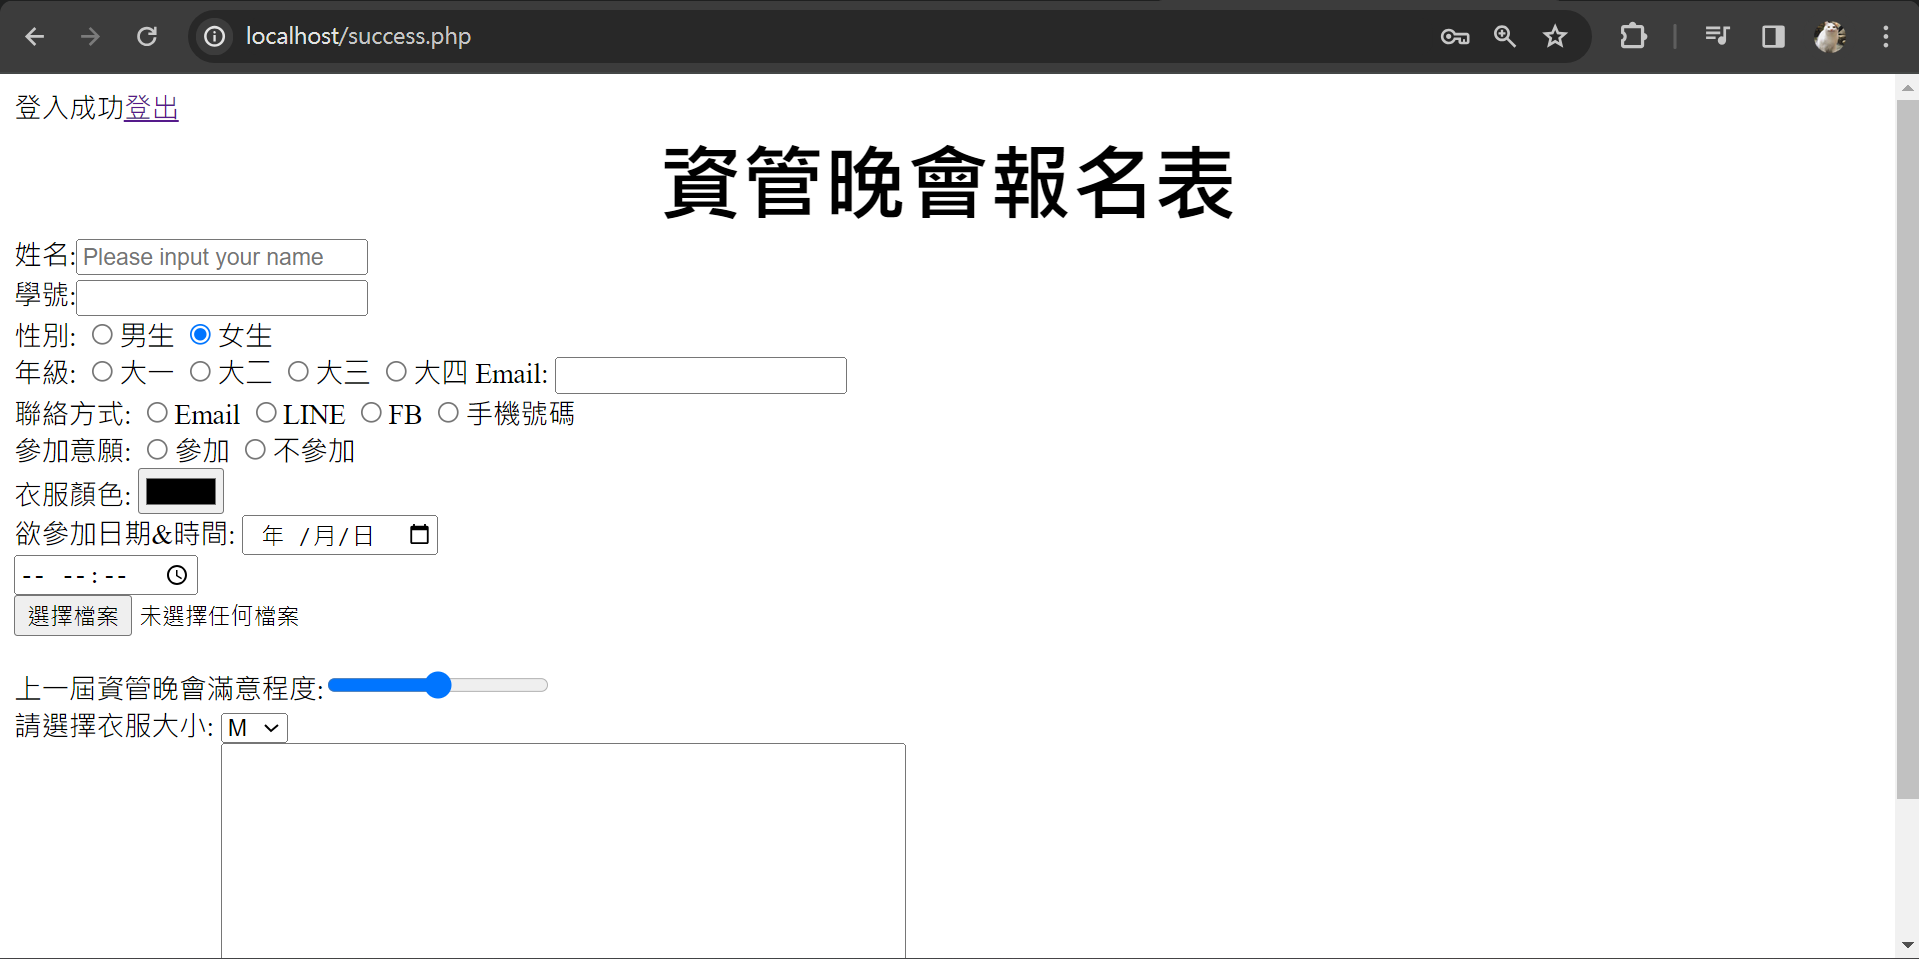 localhost/success.php
登入成功登出
資管晚會報名表
姓名: Please input your name
學號:
性別: 男生 女生
年級: 大一 大二 大三 大四 Email:
聯絡方式: Email LINE FB 手機號碼
參加意願: 參加 不參加
衣服顏色:
欲參加日期&時間: 年 /月/日
-- --:--
選擇檔案 未選擇任何檔案
上一屆資管晚會滿意程度:
請選擇衣服大小: M